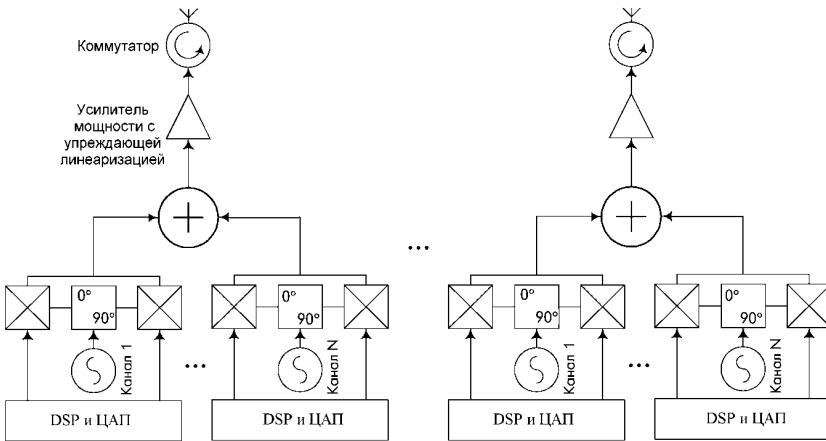 Коммутатор
Усилитель
мощности с
упреждающей
линеаризацией
...
0° 0° 0° 0°
90° 90° 90° 90°
Канал 1 ... Канал N Канал 1 ... Канал N
DSP и ЦАП DSP и ЦАП DSP и ЦАП DSP и ЦАП